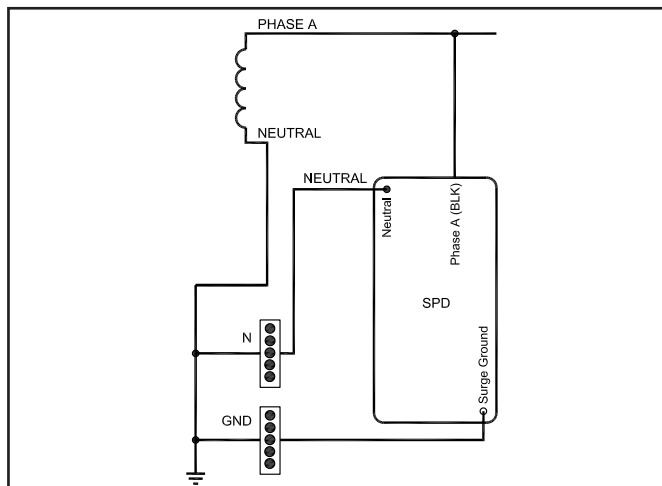 PHASE A
NEUTRAL
NEUTRAL
Neutral
Phase A (BLK)
SPD
N
Surge Ground
GND